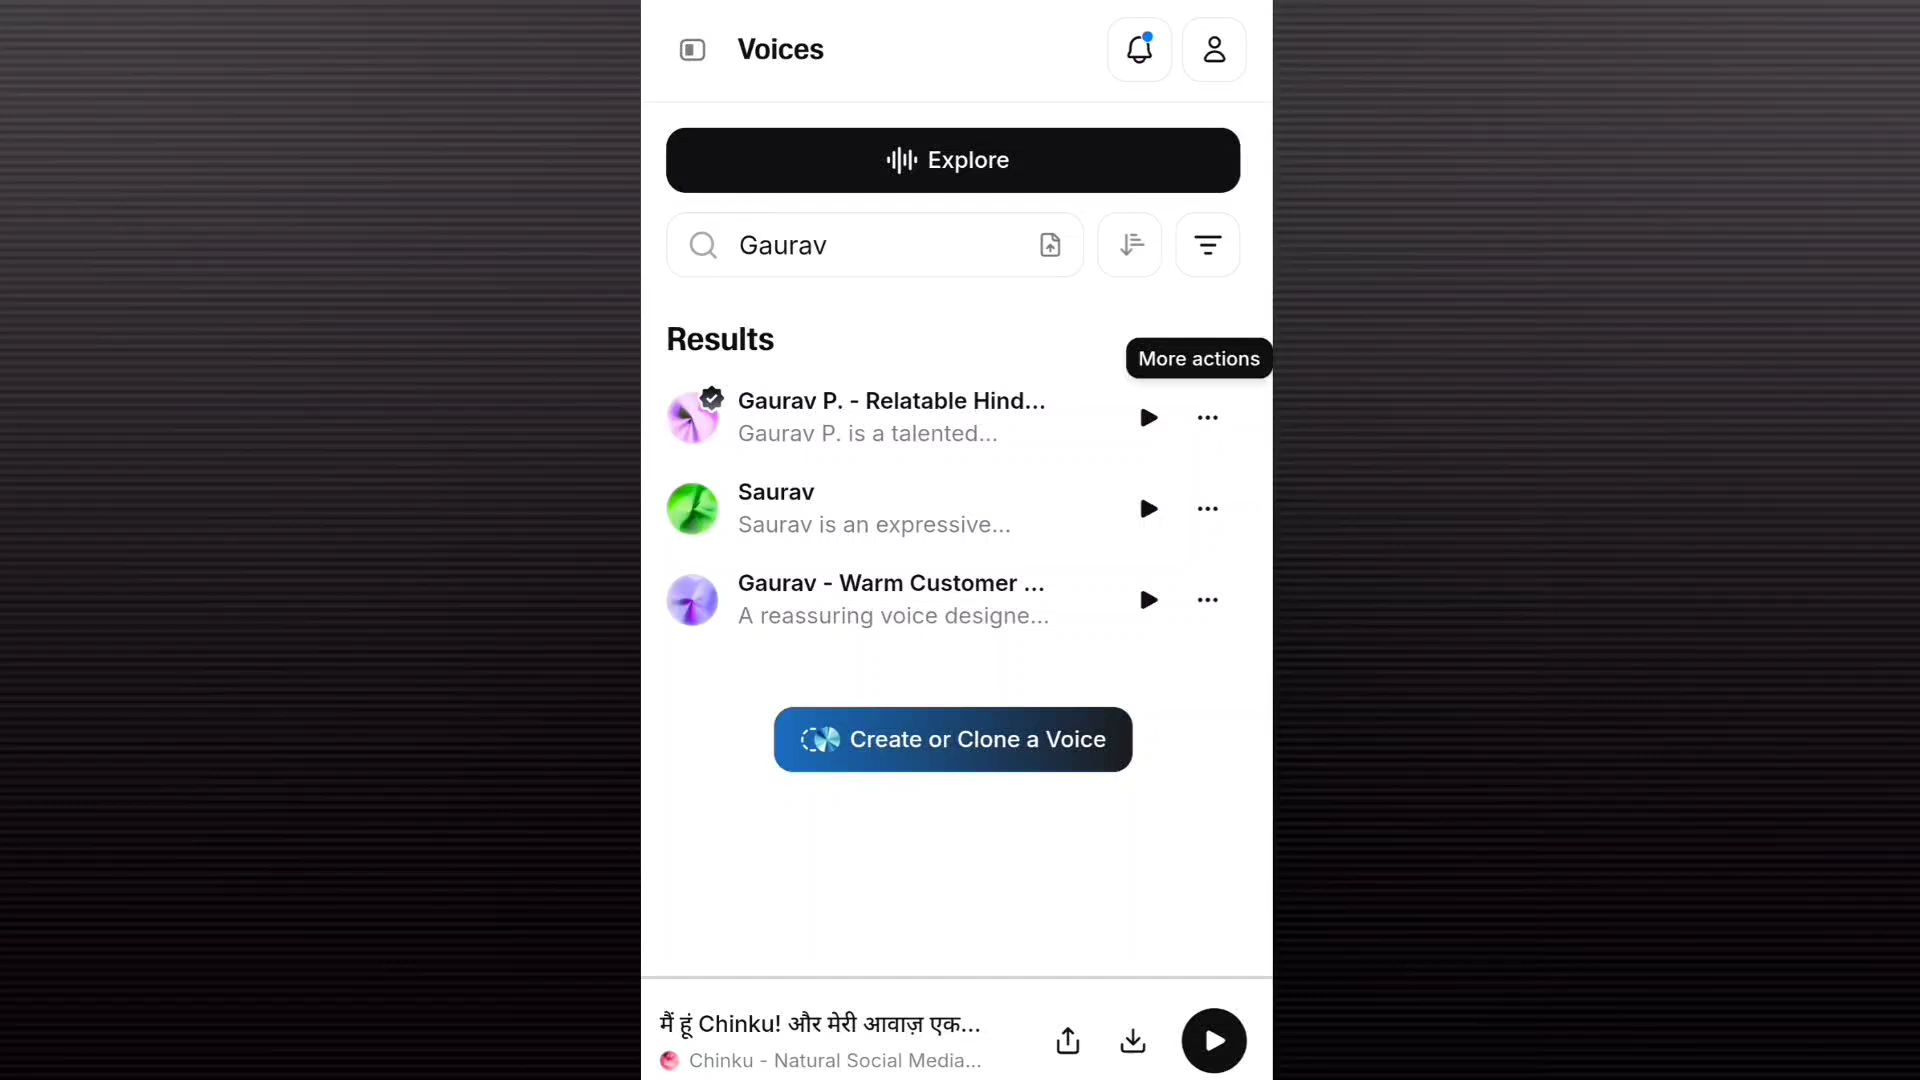 Voices
Explore
Gaurav
Results
More actions
Gaurav P. - Relatable Hind...
Gaurav P. is a talented...
Saurav
Saurav is an expressive...
Gaurav - Warm Customer ...
A reassuring voice designe...
Create or Clone a Voice
मैं हूं Chinku! और मेरी आवाज़ एक...
Chinku - Natural Social Media...